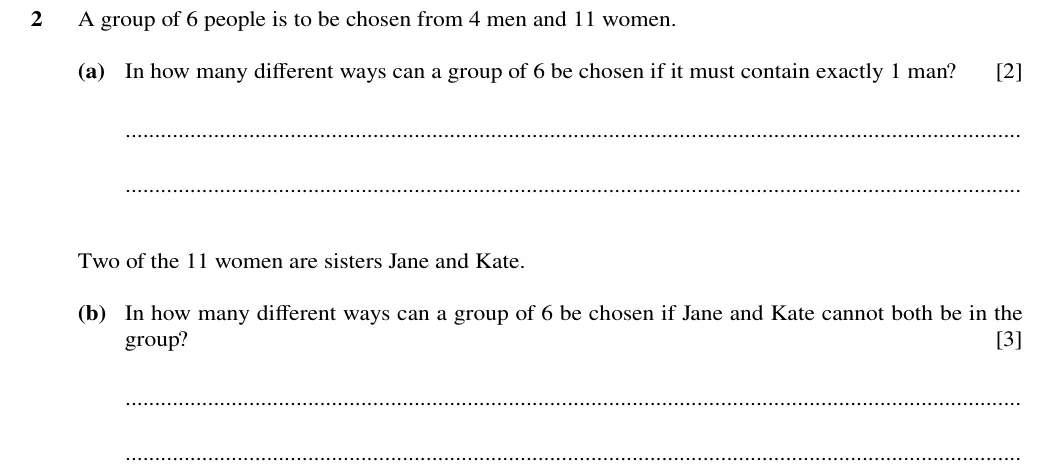 2 A group of 6 people is to be chosen from 4 men and 11 women.
(a) In how many different ways can a group of 6 be chosen if it must contain exactly 1 man? [2]
Two of the 11 women are sisters Jane and Kate.
(b) In how many different ways can a group of 6 be chosen if Jane and Kate cannot both be in the
group? [3]